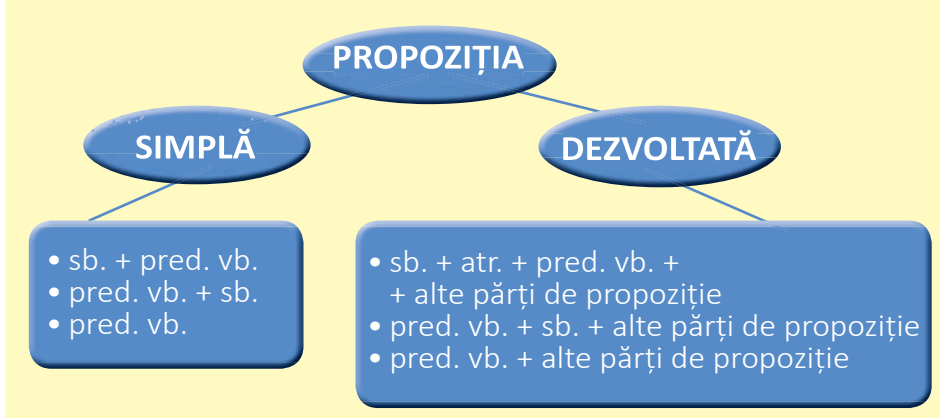 PROPOZIȚIA
SIMPLĂ
DEZVOLTATĂ
• sb. + pred. vb.
• pred. vb. + sb.
• pred. vb.
• sb. + atr. + pred. vb. +
+ alte părți de propoziție
• pred. vb. + sb. + alte părți de propoziție
• pred. vb. + alte părți de propoziție